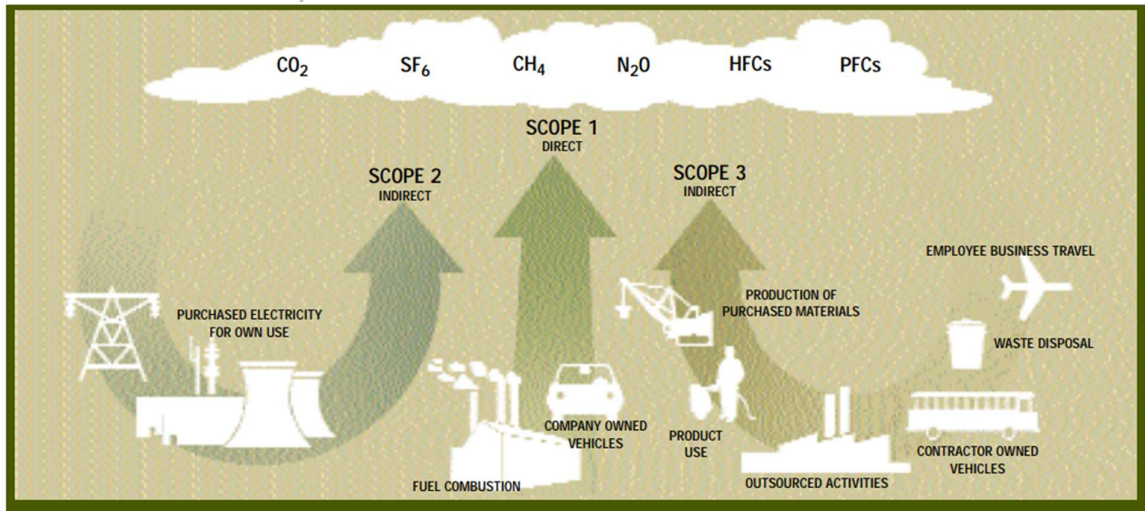 CO₂ SF₆ CH₄ N₂O HFCs PFCs
SCOPE 1
DIRECT
SCOPE 2
INDIRECT
SCOPE 3
INDIRECT
EMPLOYEE BUSINESS TRAVEL
PURCHASED ELECTRICITY
FOR OWN USE
PRODUCTION OF
PURCHASED MATERIALS
WASTE DISPOSAL
COMPANY OWNED
VEHICLES
PRODUCT
USE
CONTRACTOR OWNED
VEHICLES
FUEL COMBUSTION
OUTSOURCED ACTIVITIES